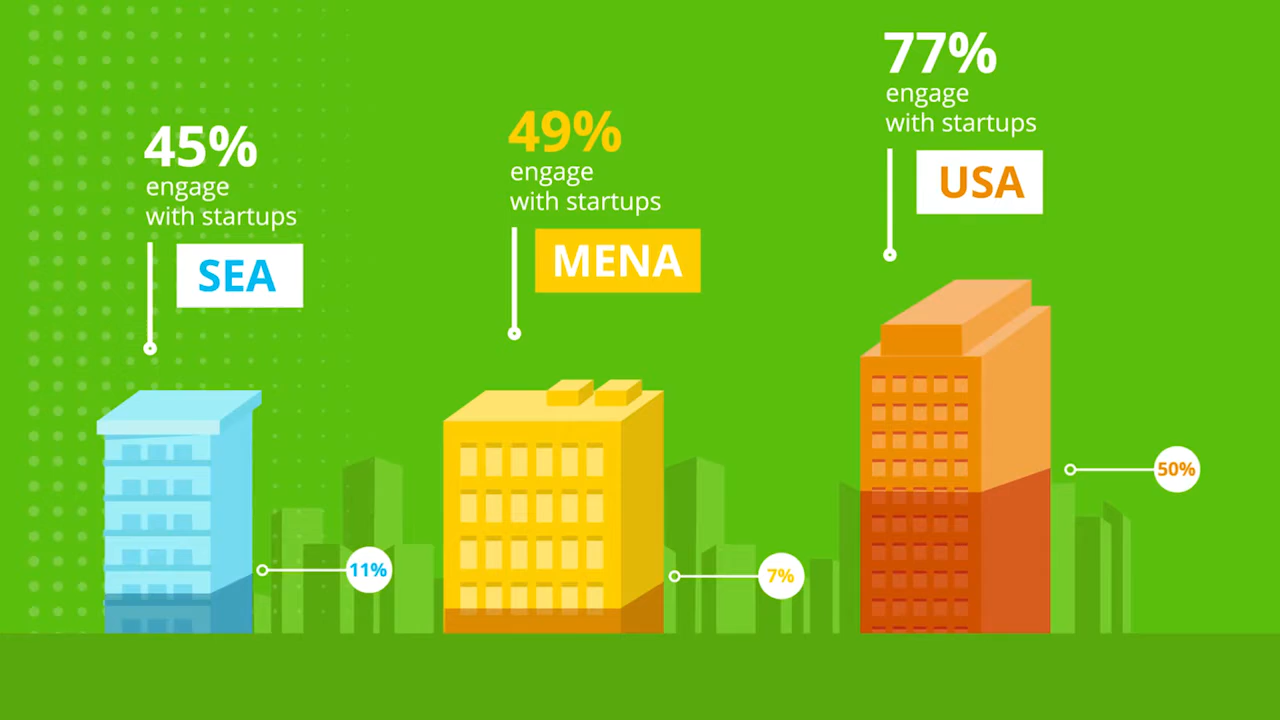 45%
engage
with startups
SEA
11%
49%
engage
with startups
MENA
7%
77%
engage
with startups
USA
50%